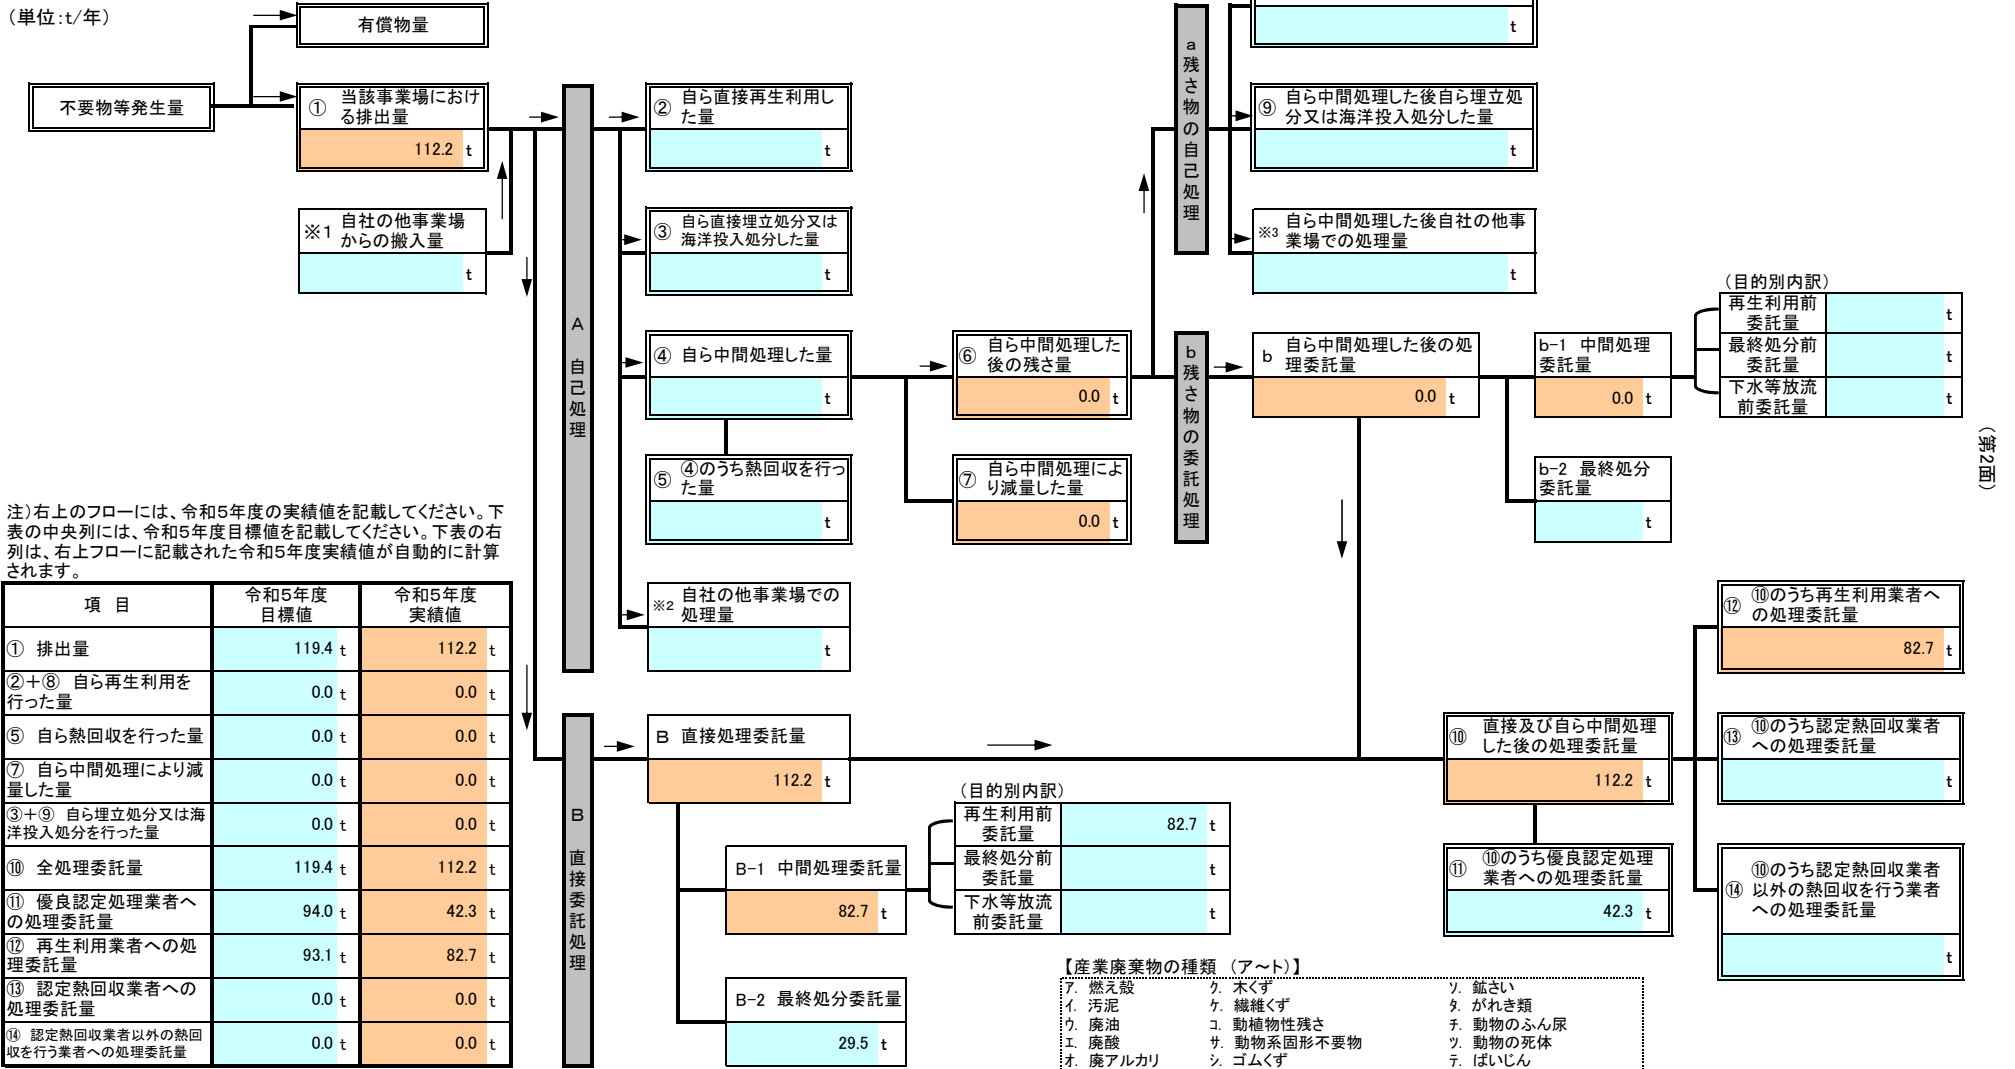 （単位:t/年）
有償物量
t
不要物等発生量
① 当該事業場におけ
る排出量
112.2 t
※1 自社の他事業場
からの搬入量
t
A 自己処理
② 自ら直接再生利用し
た量
t
③ 自ら直接埋立処分又は
海洋投入処分した量
t
④ 自ら中間処理した量
t
⑤ ④のうち熱回収を行っ
た量
t
※2 自社の他事業場での
処理量
t
⑥ 自ら中間処理した
後の残さ量
0.0 t
⑦ 自ら中間処理によ
り減量した量
0.0 t
a残さ物の自己処理
⑨ 自ら中間処理した後自ら埋立処
分又は海洋投入処分した量
t
※3 自ら中間処理した後自社の他事
業場での処理量
t
b残さ物の委託処理
b 自ら中間処理した後の処
理委託量
0.0 t
b-1 中間処理
委託量
0.0 t
b-2 最終処分
委託量
t
（目的別内訳）
再生利用前
委託量
t
最終処分前
委託量
t
下水等放流
前委託量
t
（第2面）
注）右上のフローには、令和5年度の実績値を記載してください。下
表の中央列には、令和5年度目標値を記載してください。下表の右
列は、右上フローに記載された令和5年度実績値が自動的に計算
されます。
項 目 令和5年度
目標値 令和5年度
実績値
① 排出量 119.4 t 112.2 t
②＋⑧ 自ら再生利用を
行った量 0.0 t 0.0 t
⑤ 自ら熱回収を行った量 0.0 t 0.0 t
⑦ 自ら中間処理により減
量した量 0.0 t 0.0 t
③＋⑨ 自ら埋立処分又は海
洋投入処分を行った量 0.0 t 0.0 t
⑩ 全処理委託量 119.4 t 112.2 t
⑪ 優良認定処理業者へ
の処理委託量 94.0 t 42.3 t
⑫ 再生利用業者への処
理委託量 93.1 t 82.7 t
⑬ 認定熱回収業者への
処理委託量 0.0 t 0.0 t
⑭ 認定熱回収業者以外の熱回
収を行う業者への処理委託量 0.0 t 0.0 t
B 直接委託処理
B 直接処理委託量
112.2 t
B-1 中間処理委託量
82.7 t
B-2 最終処分委託量
29.5 t
（目的別内訳）
再生利用前
委託量
82.7 t
最終処分前
委託量
t
下水等放流
前委託量
t
⑩ 直接及び自ら中間処理
した後の処理委託量
112.2 t
⑪ ⑩のうち優良認定処理
業者への処理委託量
42.3 t
⑫ ⑩のうち再生利用業者へ
の処理委託量
82.7 t
⑬ ⑩のうち認定熱回収業者
への処理委託量
t
⑭ ⑩のうち認定熱回収業者
以外の熱回収を行う業者
への処理委託量
t
【産業廃棄物の種類 （ア～ト）】
ア. 燃え殻 ク. 木くず ソ. 鉱さい
イ. 汚泥 ケ. 繊維くず タ. がれき類
ウ. 廃油 コ. 動植物性残さ チ. 動物のふん尿
エ. 廃酸 サ. 動物系固形不要物 ツ. 動物の死体
オ. 廃アルカリ シ. ゴムくず テ. ばいじん